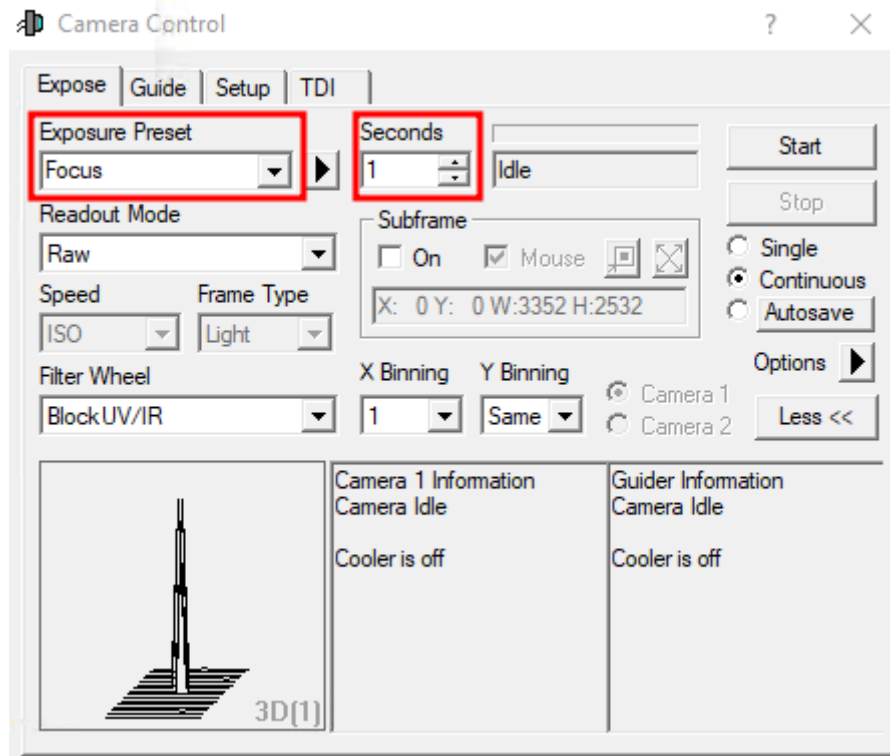 Camera Control
Expose Guide Setup TDI
Exposure Preset
Focus
Seconds
1
Idle
Start
Stop
Readout Mode
Raw
Subframe
On Mouse
X: 0 Y: 0 W:3352 H:2532
Single
Continuous
Autosave
Speed
ISO
Frame Type
Light
Filter Wheel
BlockUV/IR
X Binning
1
Y Binning
Same
Camera 1
Camera 2
Options
Less <<
3D(1)
Camera 1 Information
Camera Idle
Cooler is off
Guider Information
Camera Idle
Cooler is off